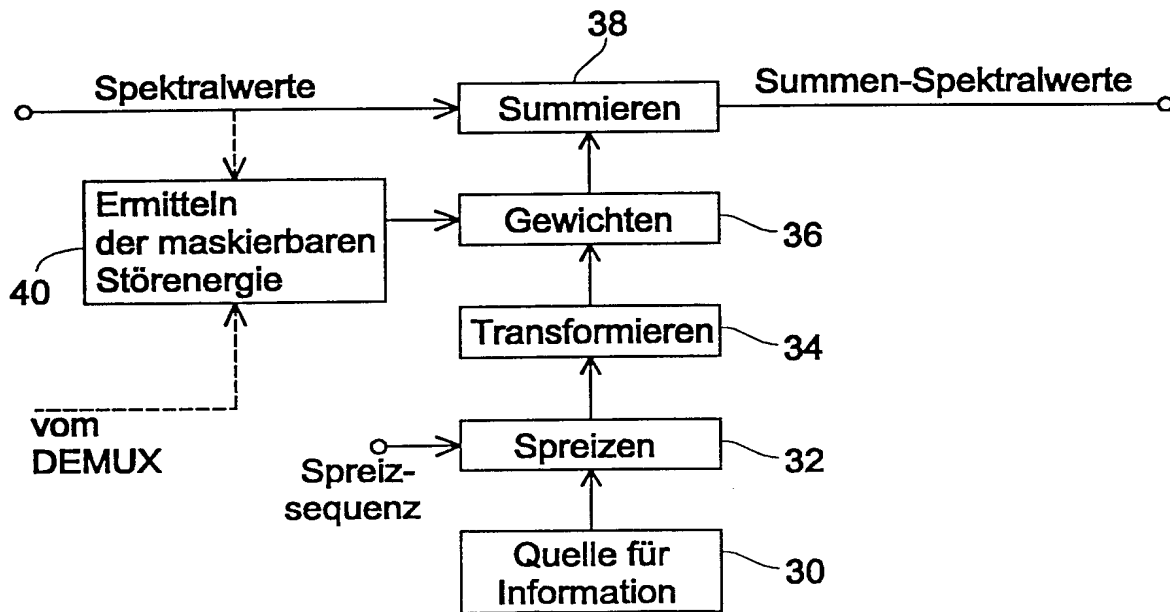 38
Spektralwerte
Summen-Spektralwerte
Summieren
Ermitteln
der maskierbaren
Störenergie
40
Gewichten
36
Transformieren
34
vom
DEMUX
Spreiz-
sequenz
Spreizen
32
Quelle für
Information
30